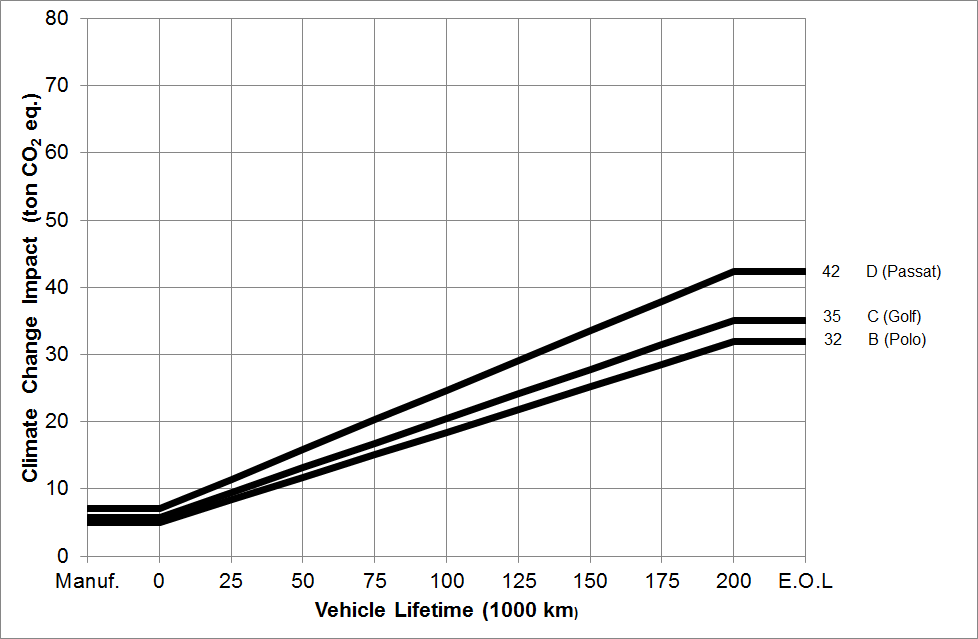 80
70
60
50
40
30
20
10
0
Climate Change Impact (ton CO₂ eq.)
42 D (Passat)
35 C (Golf)
32 B (Polo)
Manuf. 0 25 50 75 100 125 150 175 200 E.O.L
Vehicle Lifetime (1000 km)